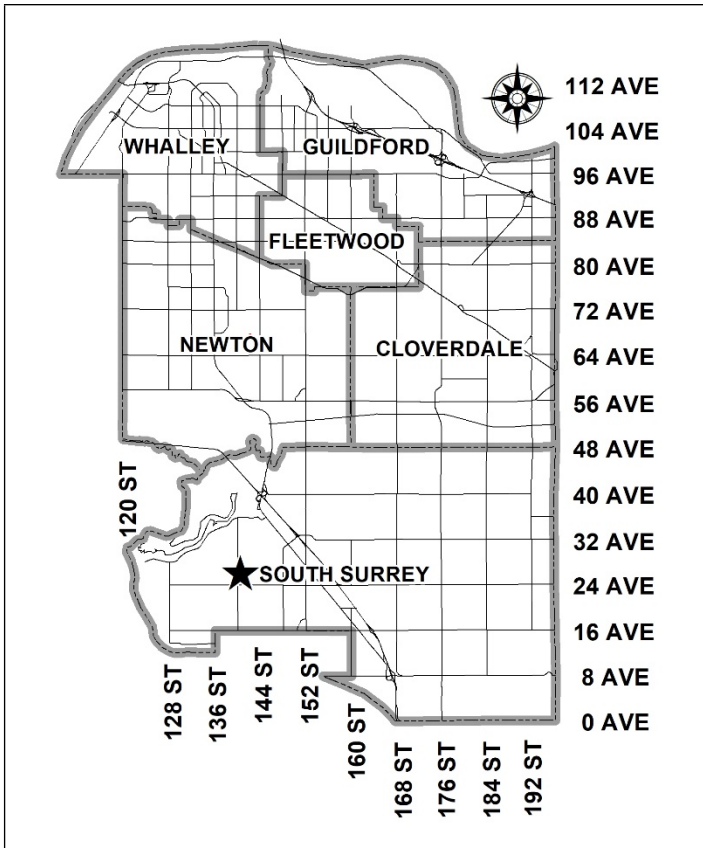 112 AVE
104 AVE
WHALLEY
GUILDFORD
96 AVE
88 AVE
FLEETWOOD
80 AVE
72 AVE
NEWTON
CLOVERDALE
64 AVE
56 AVE
48 AVE
120 ST
40 AVE
32 AVE
SOUTH SURREY
24 AVE
16 AVE
8 AVE
0 AVE
128 ST
136 ST
144 ST
152 ST
160 ST
168 ST
176 ST
184 ST
192 ST